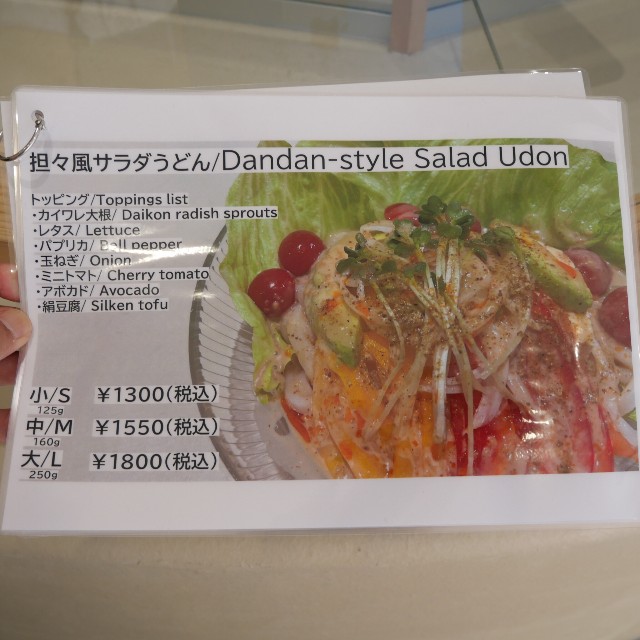 担々風サラダうどん/Dandan-style Salad Udon
トッピング/Toppings list
・カイワレ大根/ Daikon radish sprouts
・レタス/ Lettuce
・パプリカ/ Bell pepper
・玉ねぎ/ Onion
・ミニトマト/ Cherry tomato
・アボカド/ Avocado
・絹豆腐/ Silken tofu
小/S ¥1300(税込)
125g
中/M ¥1550(税込)
160g
大/L ¥1800(税込)
250g